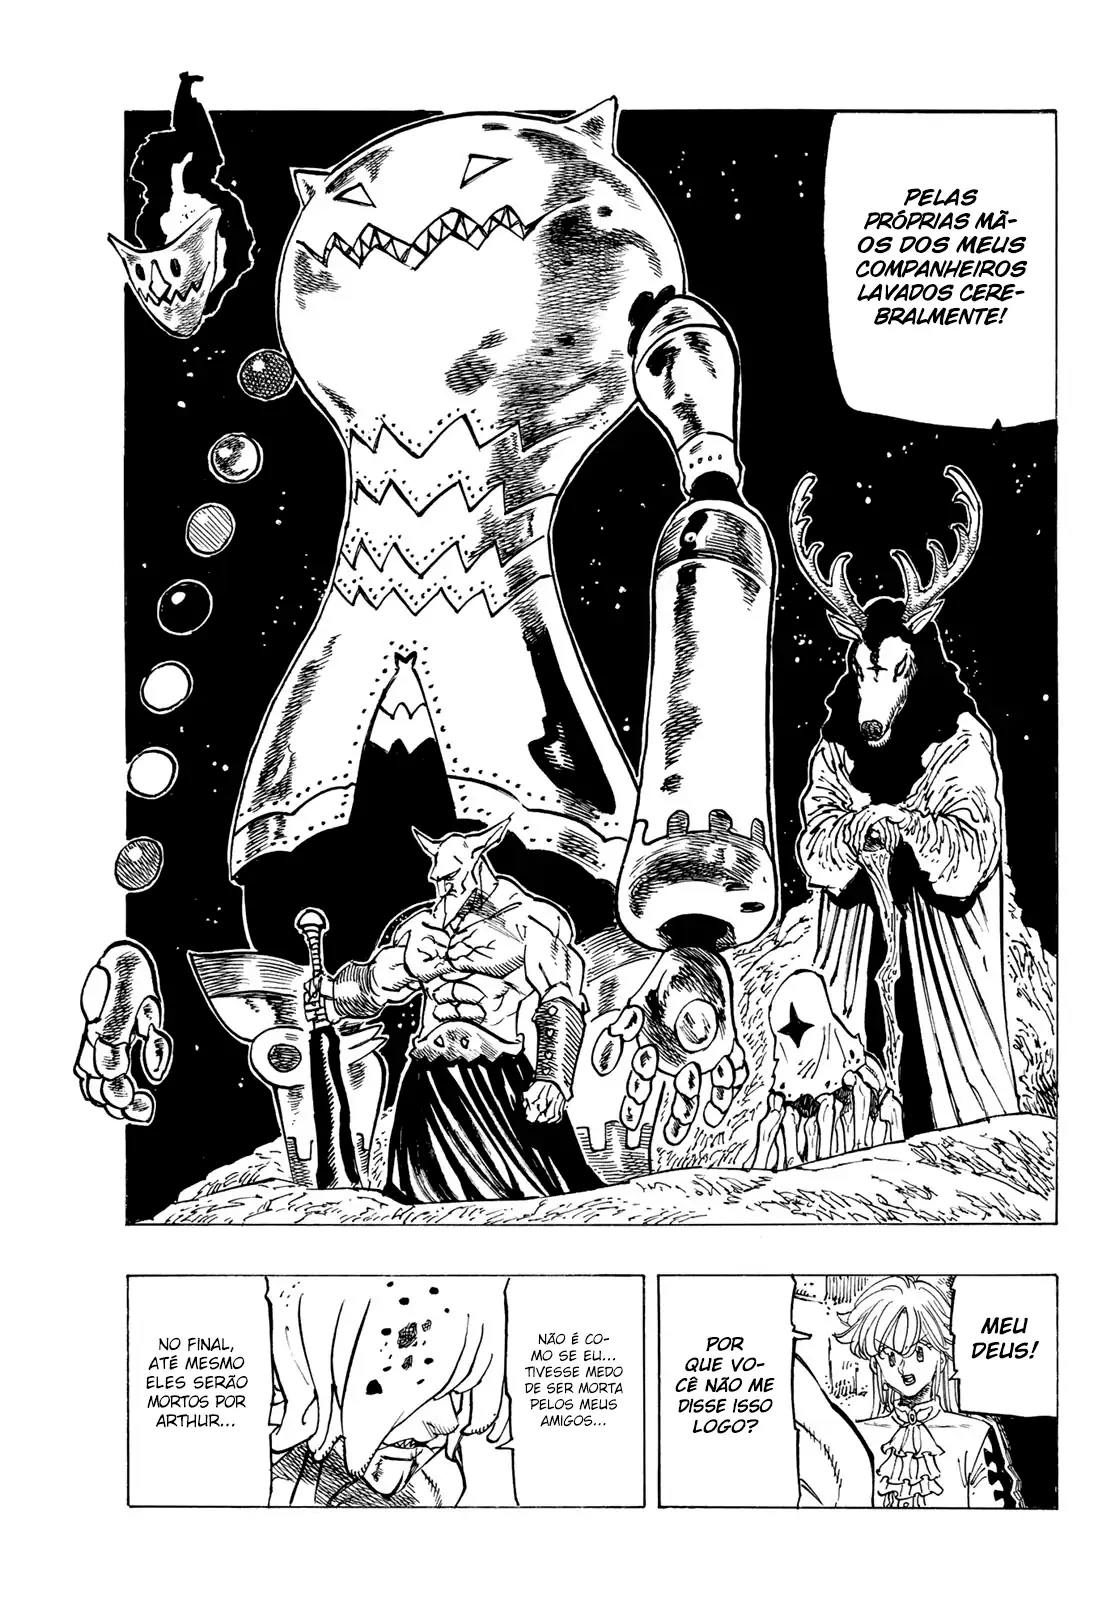 PELAS
PRÓPRIAS MÃ-
OS DOS MEUS
COMPANHEIROS
LAVADOS CERE-
BRALMENTE!
MEU
DEUS!
POR
QUE VO-
CÊ NÃO ME
DISSE ISSO
LOGO?
NÃO É CO-
MO SE EU...
TIVESSE MEDO
DE SER MORTA
PELOS MEUS
AMIGOS...
NO FINAL,
ATÉ MESMO
ELES SERÃO
MORTOS POR
ARTHUR...